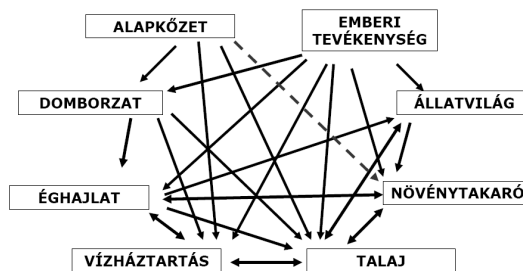 ALAPKŐZET
EMBERI
TEVÉKENYSÉG
DOMBORZAT
ÁLLATVILÁG
ÉGHAJLAT
NÖVÉNYTAKARÓ
VÍZHÁZTARTÁS
TALAJ